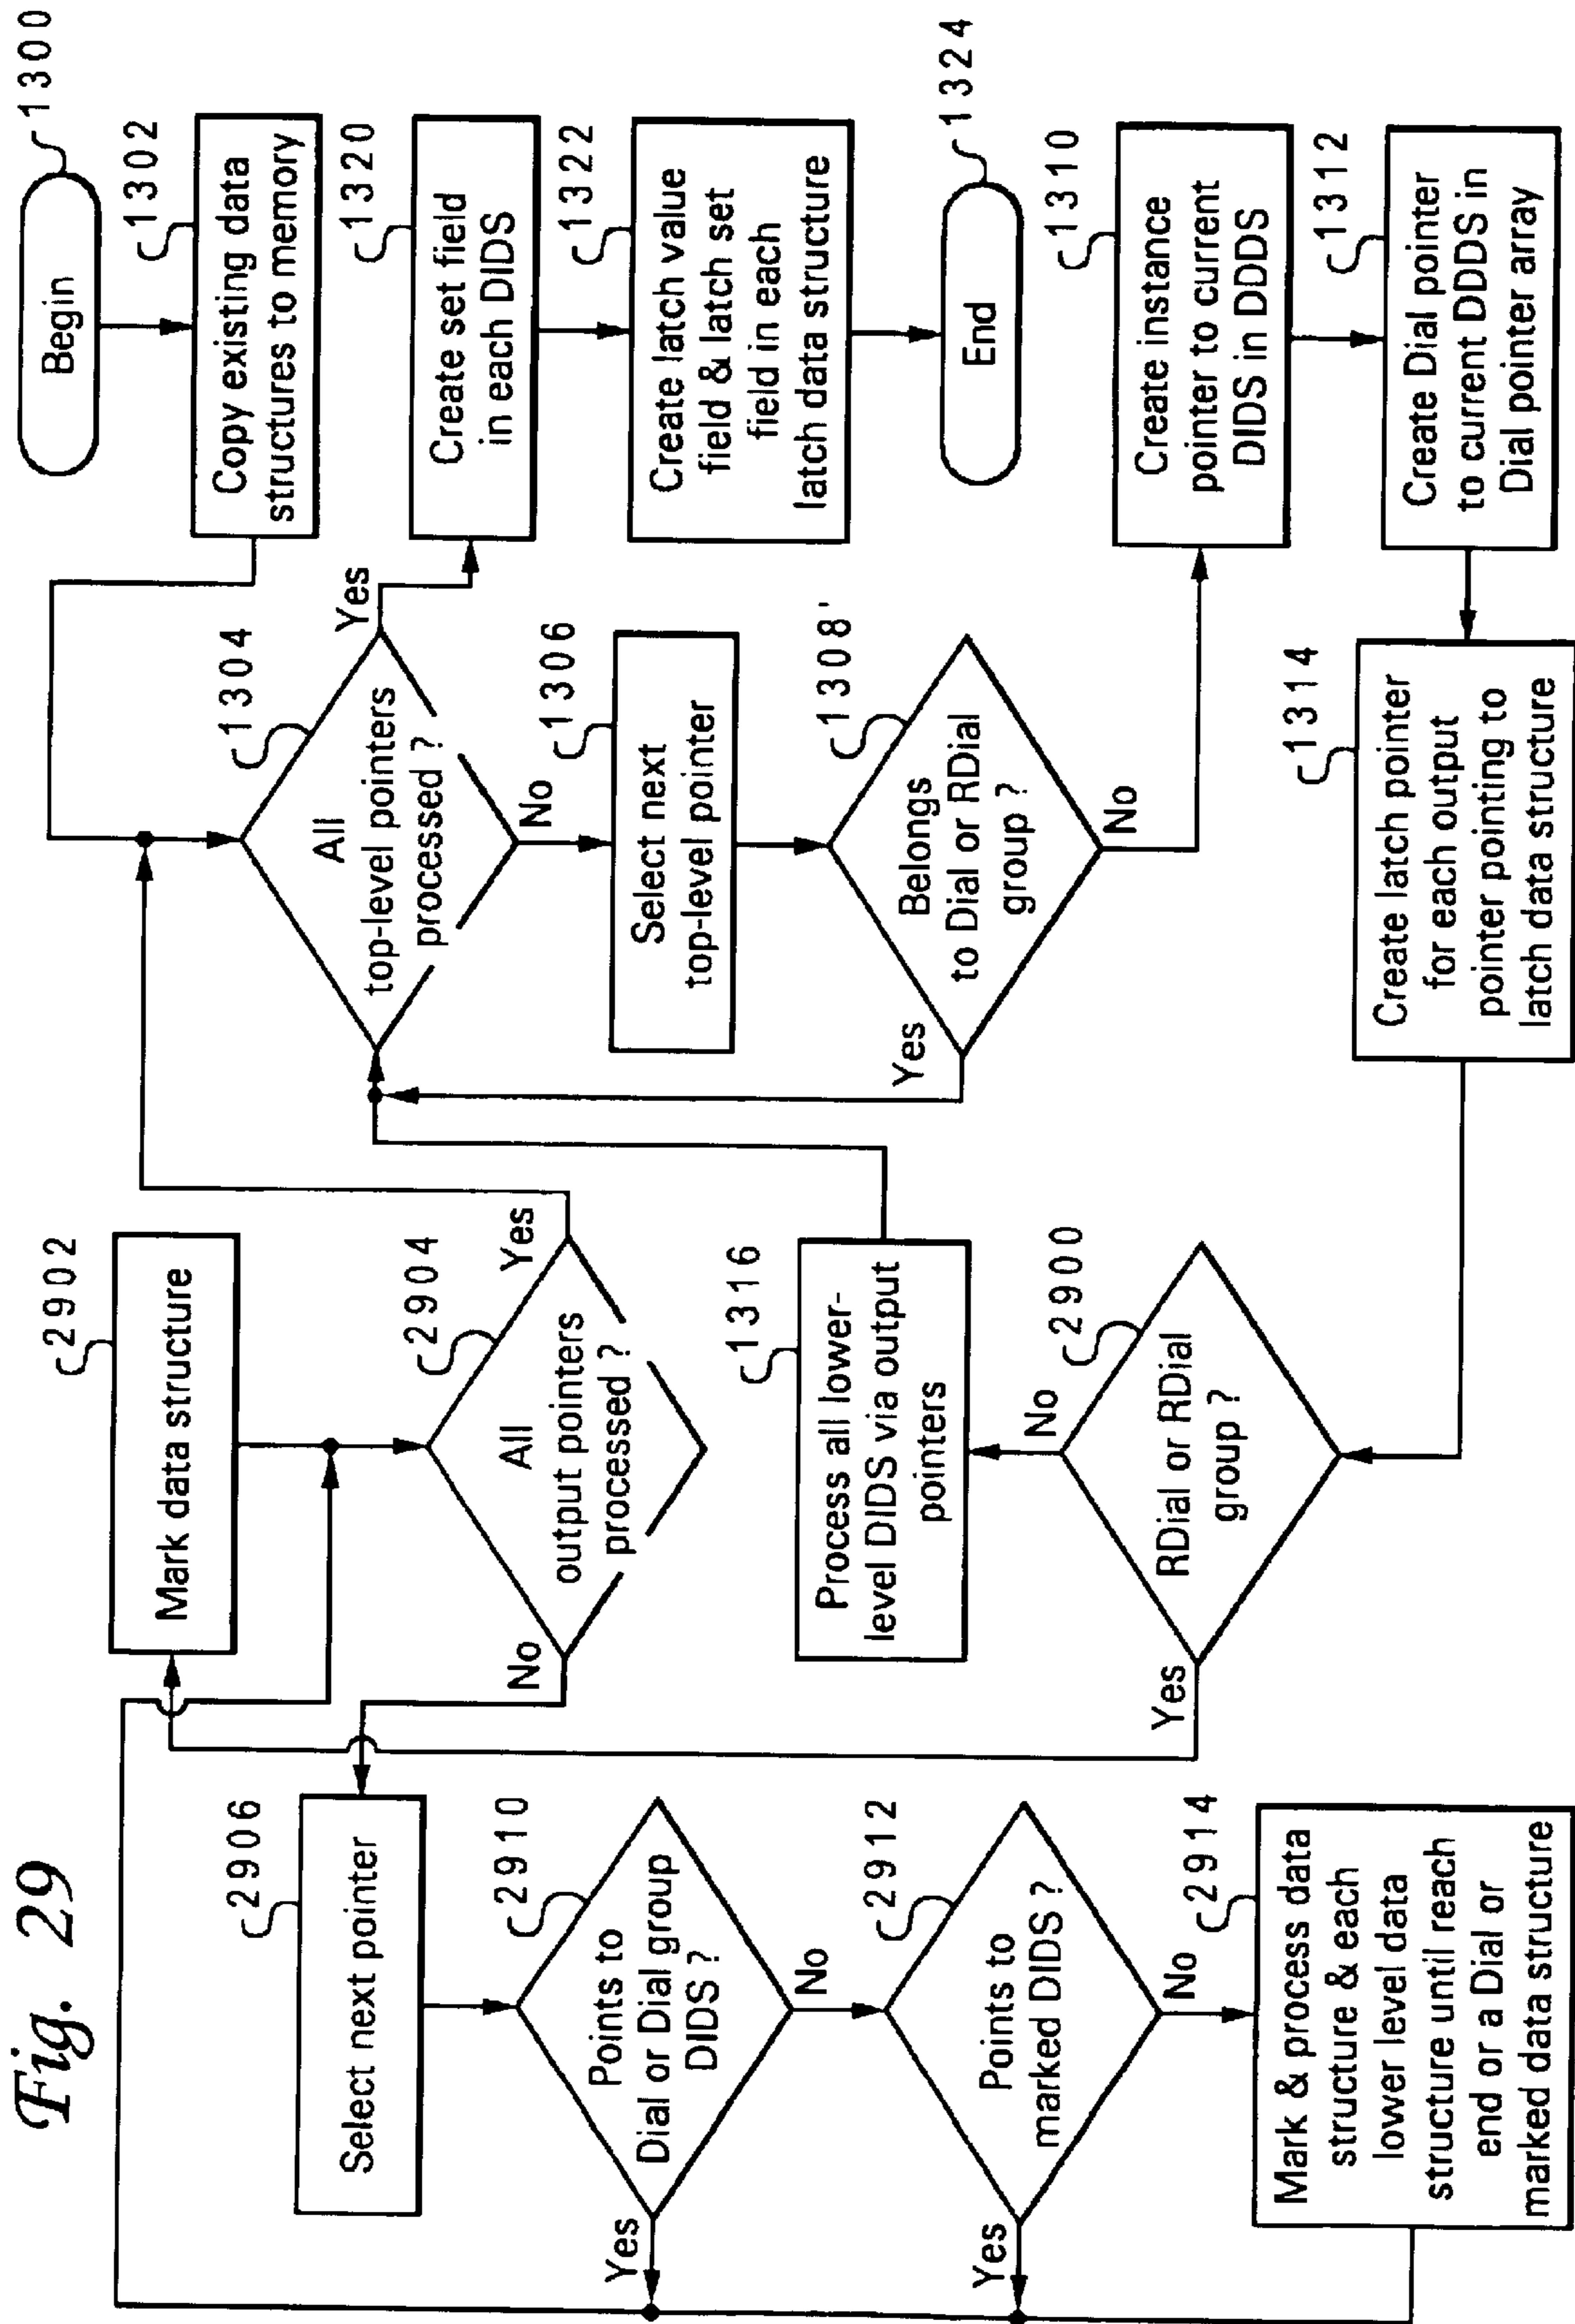 Fig. 29
Begin
1300
1302
Copy existing data
structures to memory
1304
All
top-level pointers
processed ?
Yes
No
1320
Create set field
in each DIDS
1322
Create latch value
field & latch set
field in each
latch data structure
End
1324
1306
Select next
top-level pointer
1308'
Belongs
to Dial or RDial
group ?
Yes
No
1310
Create instance
pointer to current
DIDS in DDDS
1312
Create Dial pointer
to current DDDS in
Dial pointer array
1314
Create latch pointer
for each output
pointer pointing to
latch data structure
2900
RDial or RDial
group ?
No
Yes
1316
Process all lower-
level DIDS via output
pointers
2902
Mark data structure
2904
All
output pointers
processed ?
Yes
No
2906
Select next pointer
2910
Points to
Dial or Dial group
DIDS ?
Yes
No
2912
Points to
marked DIDS ?
Yes
No
2914
Mark & process data
structure & each
lower level data
structure until reach
end or a Dial or
marked data structure